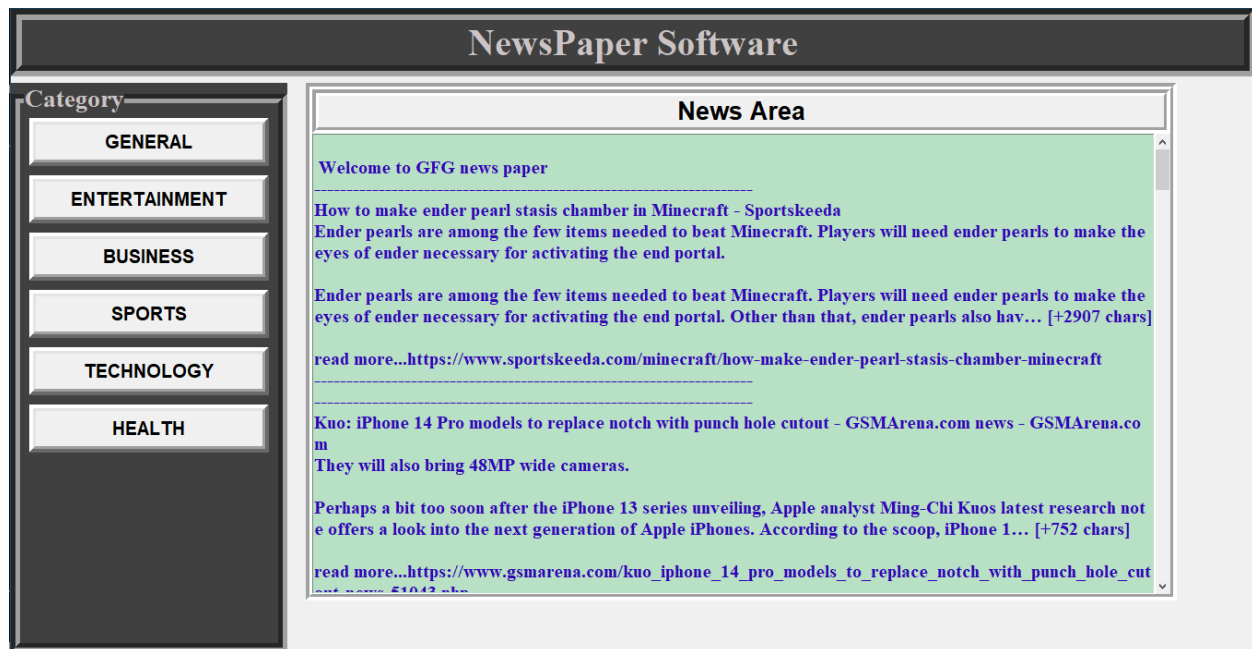 NewsPaper Software
Category
GENERAL
ENTERTAINMENT
BUSINESS
SPORTS
TECHNOLOGY
HEALTH
News Area
Welcome to GFG news paper
--------------------------------------------------------------------
How to make ender pearl stasis chamber in Minecraft - Sportskeeda
Ender pearls are among the few items needed to beat Minecraft. Players will need ender pearls to make the
eyes of ender necessary for activating the end portal.
Ender pearls are among the few items needed to beat Minecraft. Players will need ender pearls to make the
eyes of ender necessary for activating the end portal. Other than that, ender pearls also hav… [+2907 chars]
read more...https://www.sportskeeda.com/minecraft/how-make-ender-pearl-stasis-chamber-minecraft
--------------------------------------------------------------------
--------------------------------------------------------------------
Kuo: iPhone 14 Pro models to replace notch with punch hole cutout - GSMArena.com news - GSMArena.co
m
They will also bring 48MP wide cameras.
Perhaps a bit too soon after the iPhone 13 series unveiling, Apple analyst Ming-Chi Kuos latest research not
e offers a look into the next generation of Apple iPhones. According to the scoop, iPhone 1… [+752 chars]
read more...https://www.gsmarena.com/kuo_iphone_14_pro_models_to_replace_notch_with_punch_hole_cut
out-news-51043.php